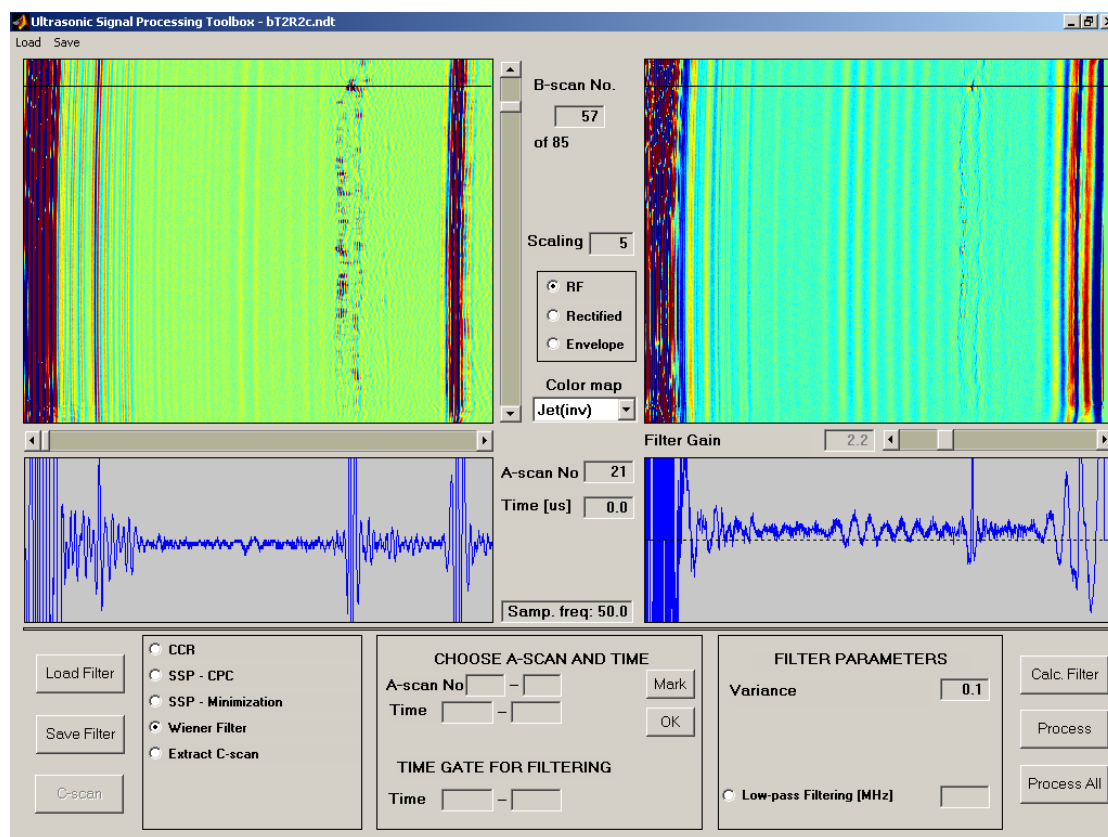 Ultrasonic Signal Processing Toolbox - bT2R2c.ndt
Load Save
B-scan No.
57
of 85
Scaling 5
RF
Rectified
Envelope
Color map
Jet(inv)
Filter Gain 2.2
A-scan No 21
Time [us] 0.0
Samp. freq: 50.0
Load Filter
Save Filter
C-scan
CCR
SSP - CPC
SSP - Minimization
Wiener Filter
Extract C-scan
CHOOSE A-SCAN AND TIME
A-scan No –
Time –
Mark
OK
TIME GATE FOR FILTERING
Time –
FILTER PARAMETERS
Variance 0.1
Low-pass Filtering [MHz]
Calc. Filter
Process
Process All